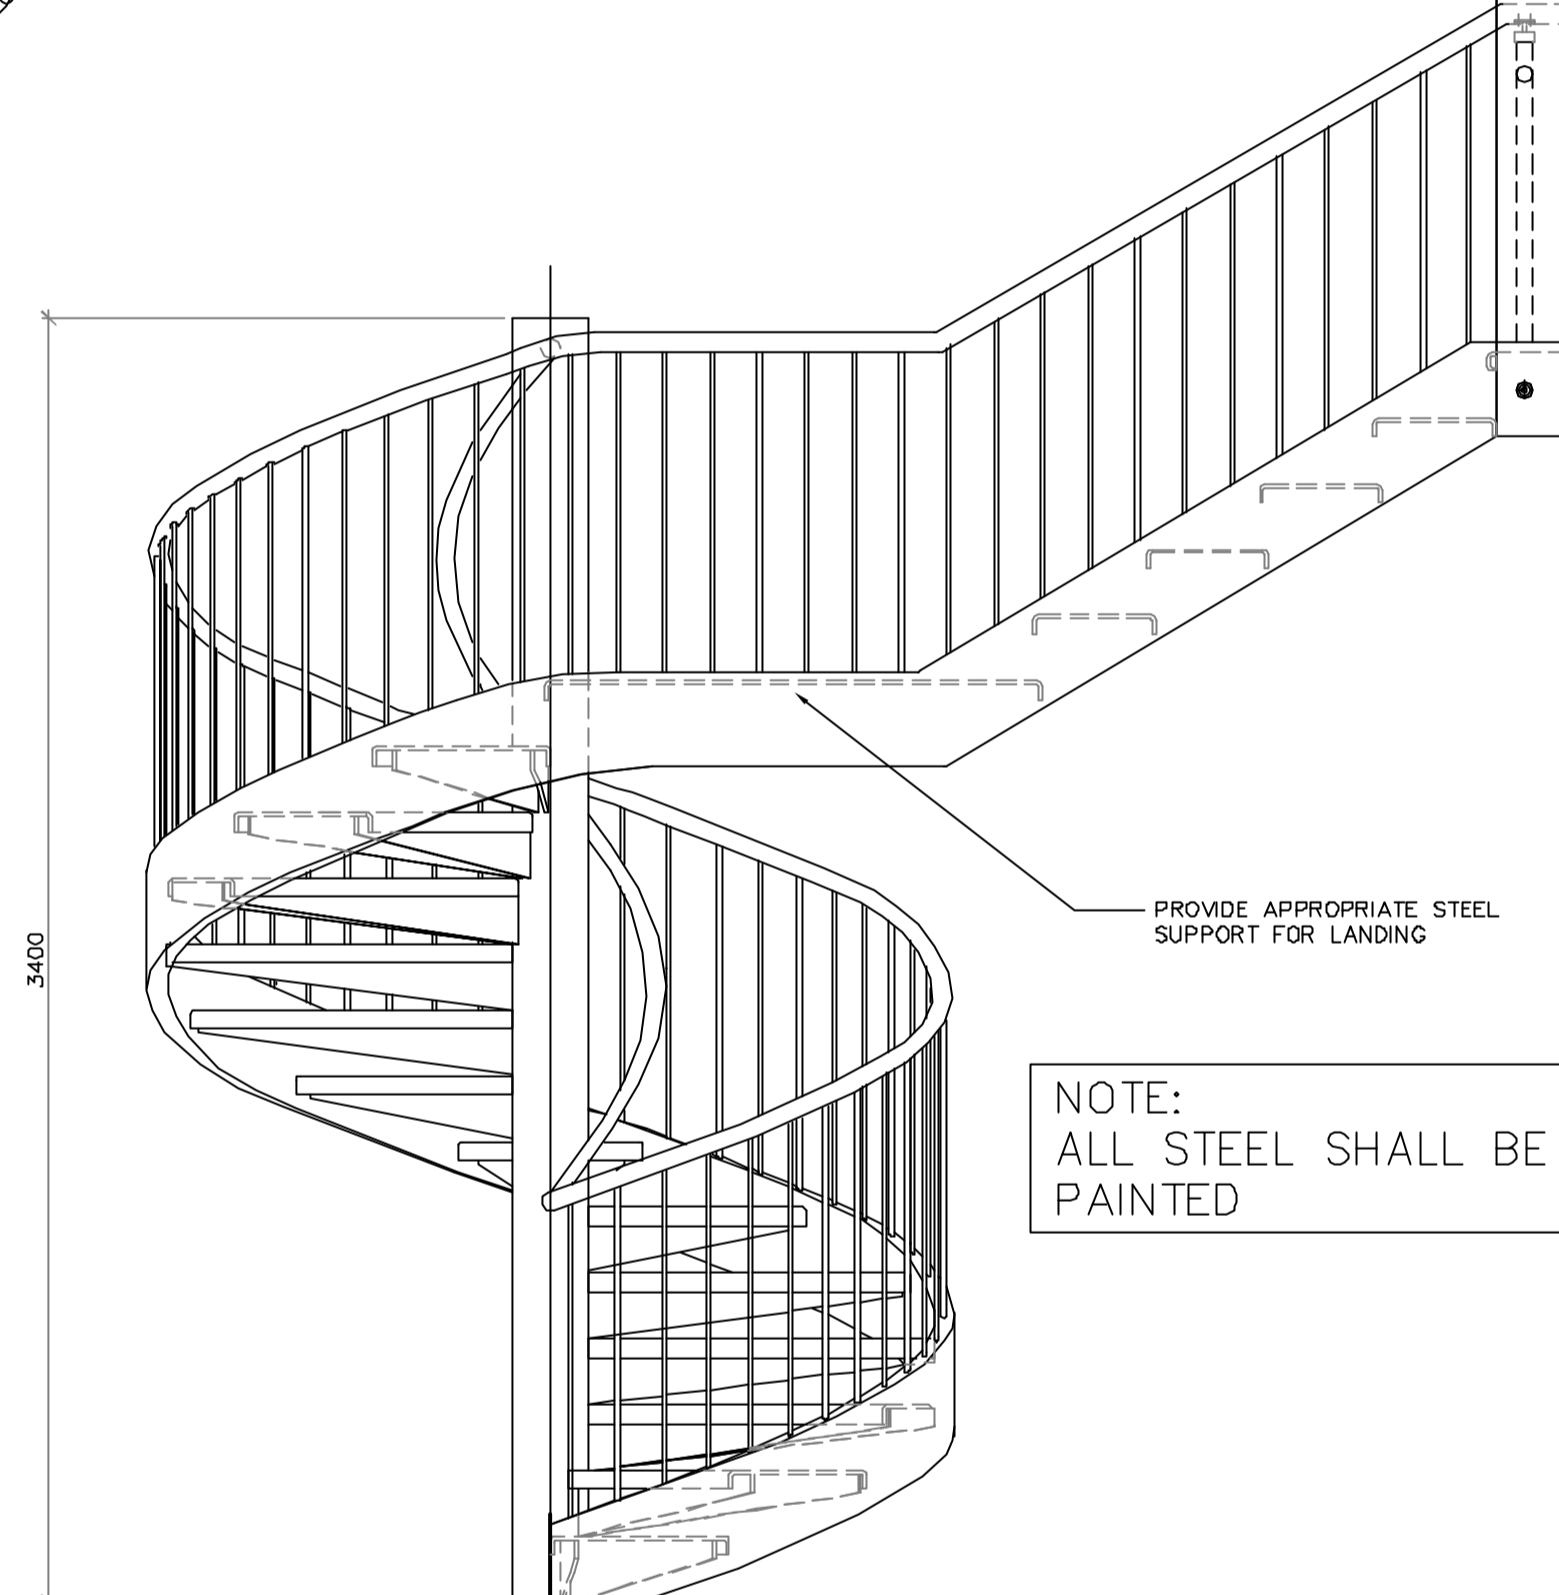 3400
PROVIDE APPROPRIATE STEEL
SUPPORT FOR LANDING
NOTE:
ALL STEEL SHALL BE
PAINTED